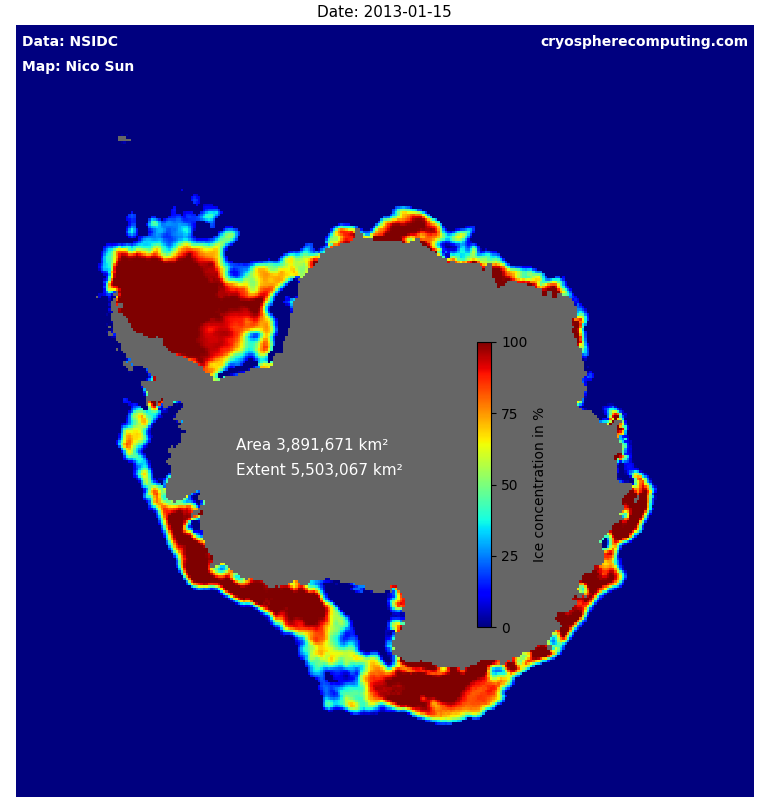 Date: 2013-01-15
Data: NSIDC
cryospherecomputing.com
Map: Nico Sun
100
75
50
25
0
Ice concentration in %
Area 3,891,671 km²
Extent 5,503,067 km²